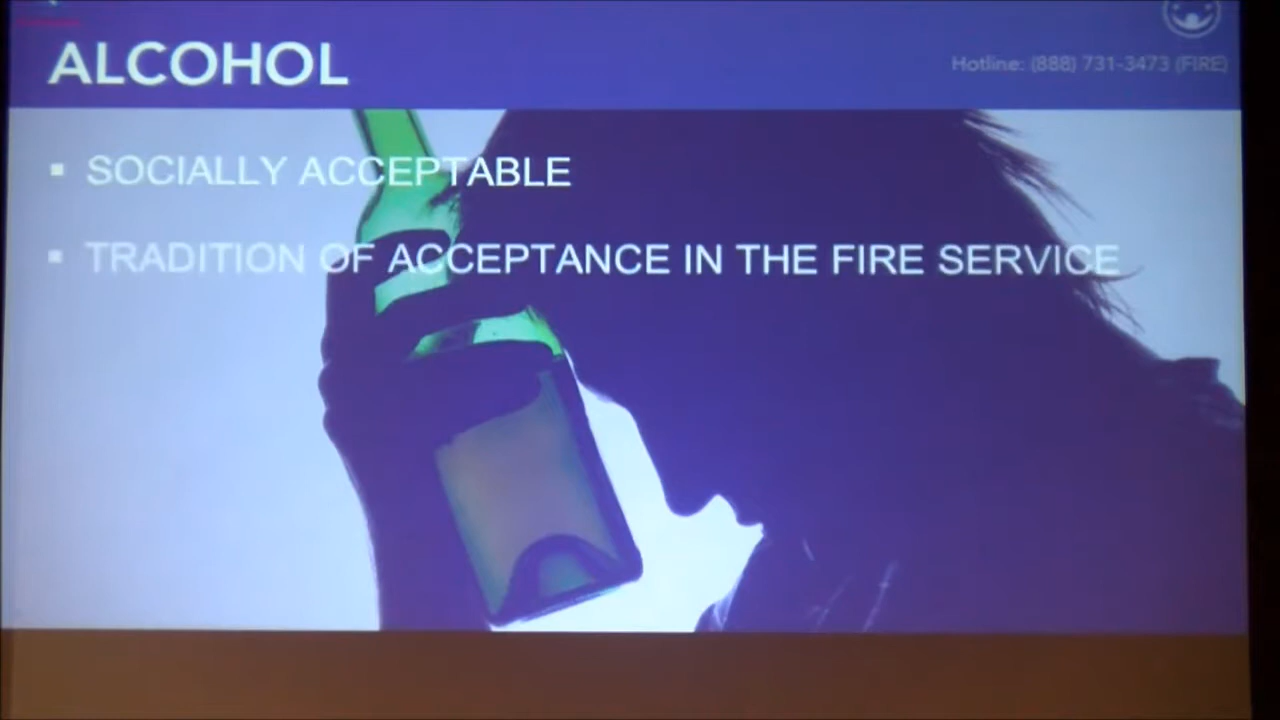 ALCOHOL
Hotline: (888) 731-3473 (FIRE)
▪ SOCIALLY ACCEPTABLE
▪ TRADITION OF ACCEPTANCE IN THE FIRE SERVICE